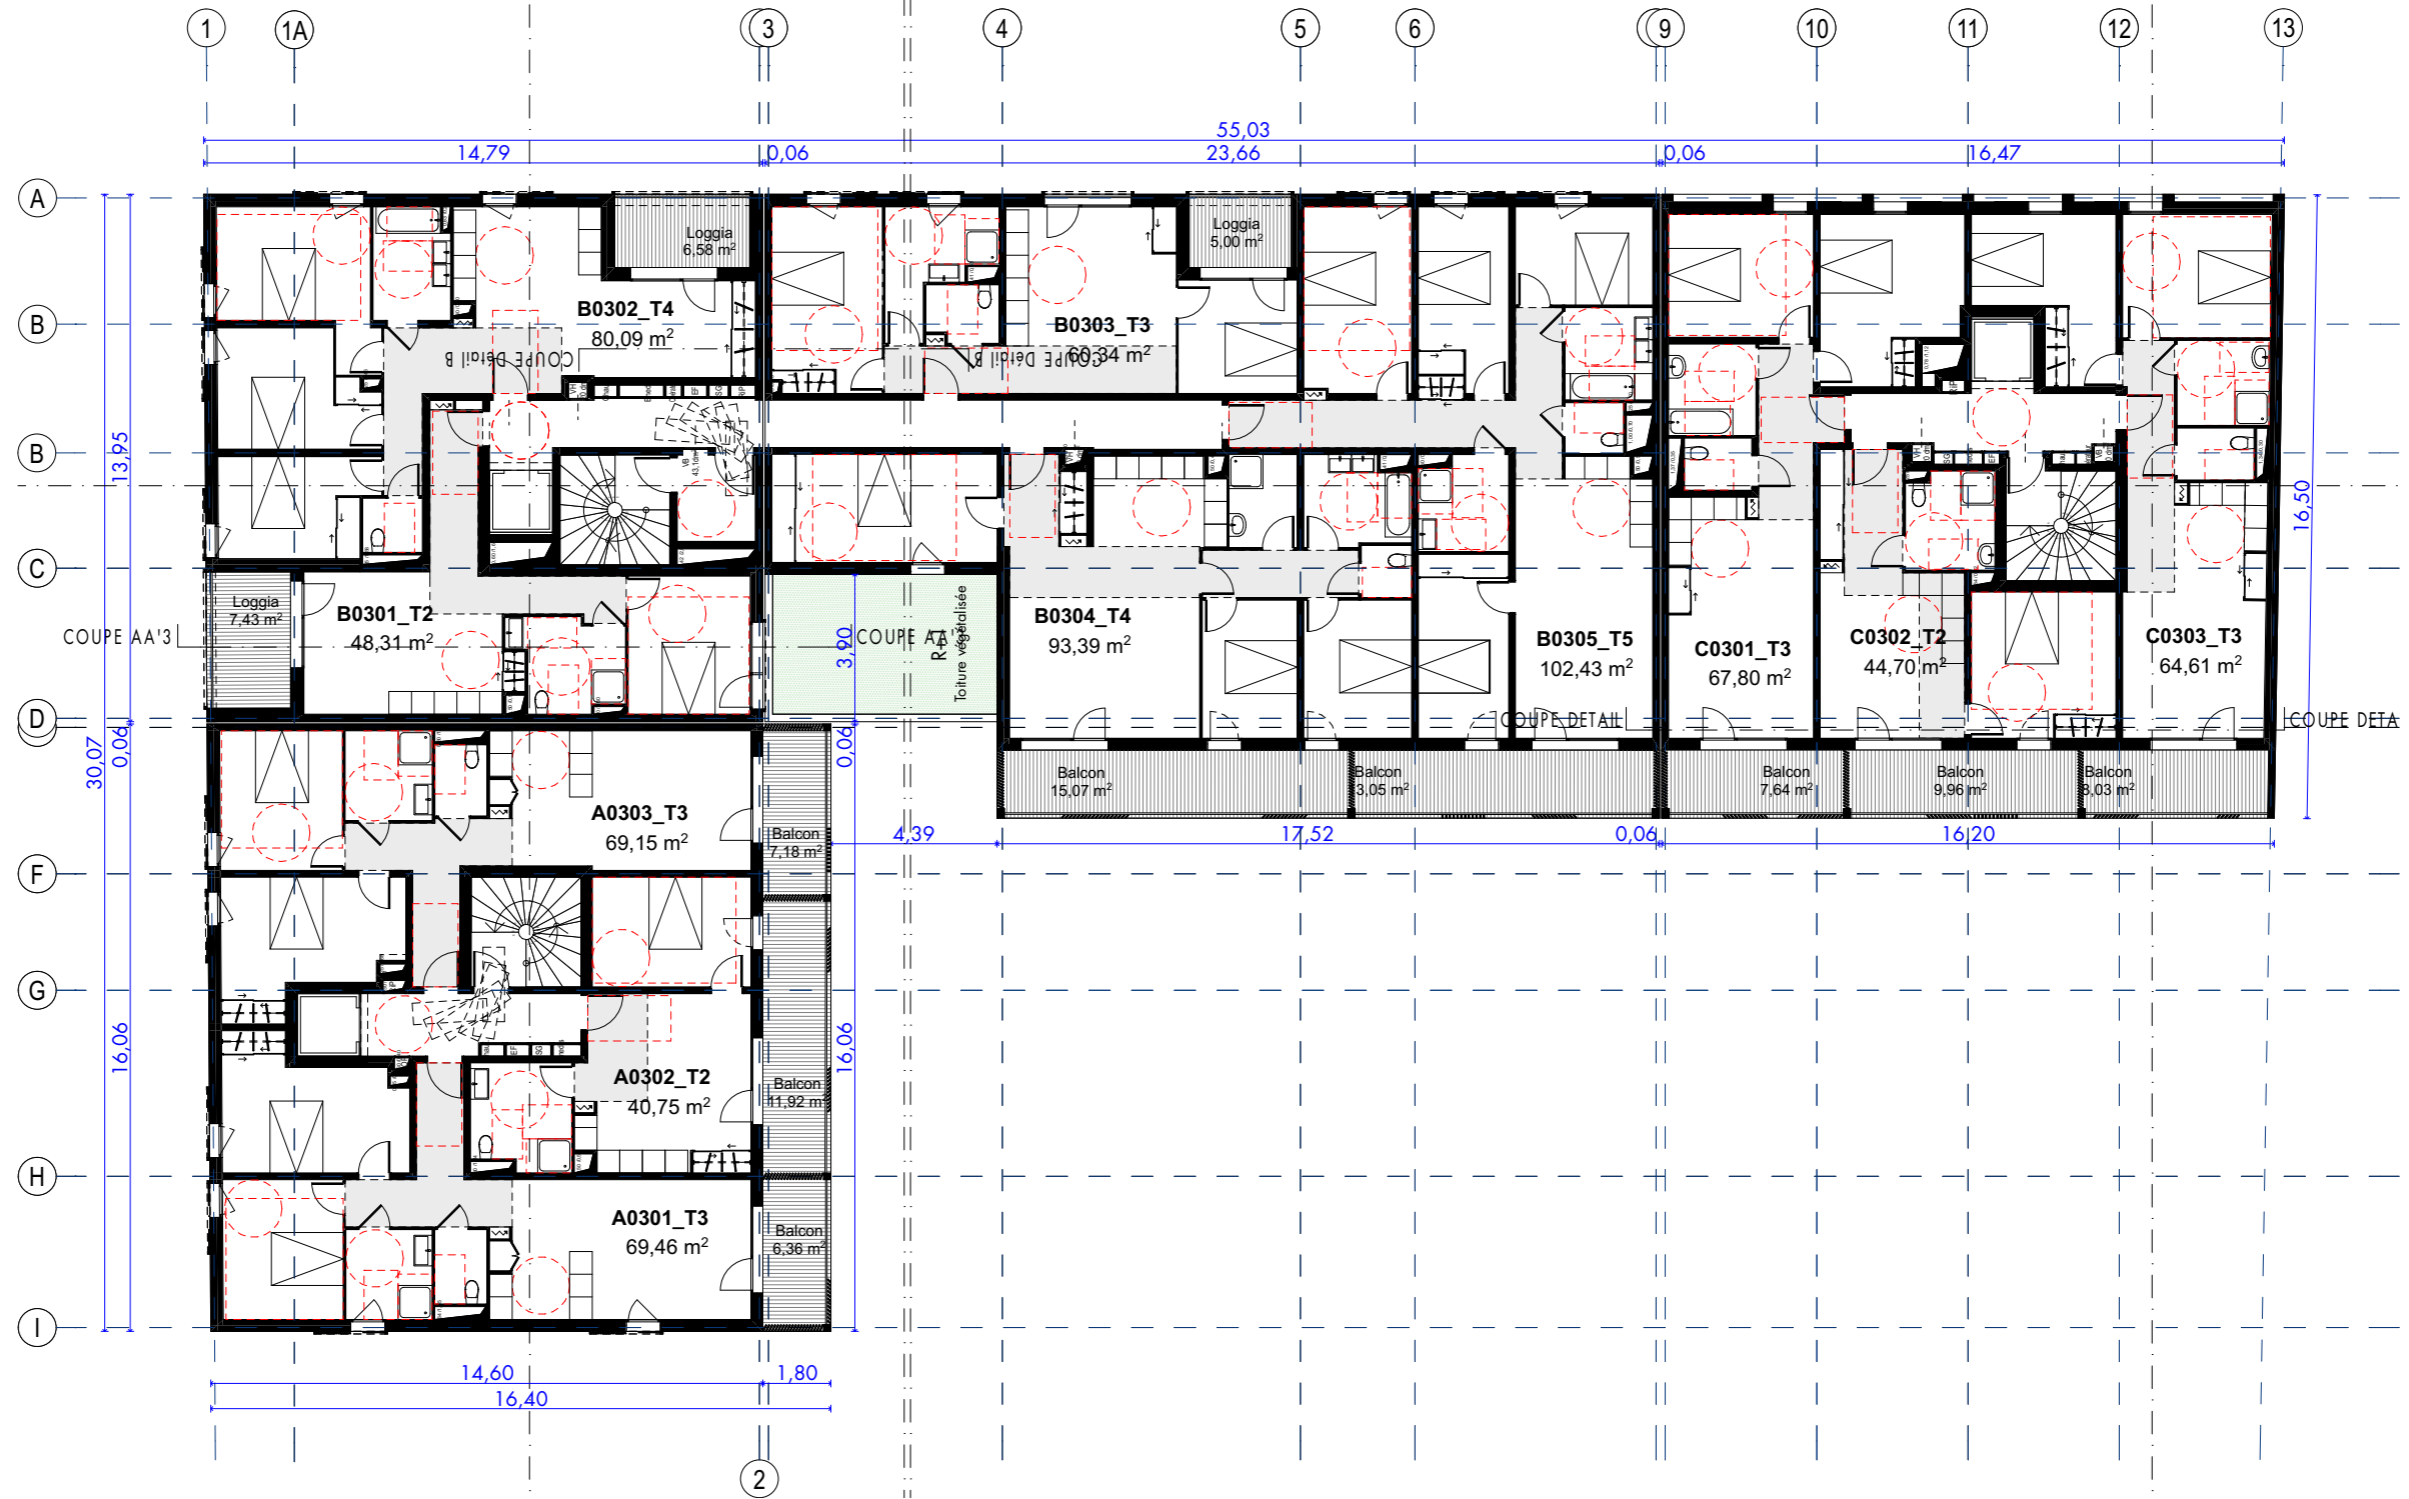 1
1A
3
4
5
6
9
10
11
12
13
55,03
14,79
0,06
23,66
0,06
16,47
A
B
B
C
D
F
G
H
I
2
13,95
30,07
0,06
16,06
16,50
Loggia
6,58 m²
Loggia
5,00 m²
B0302_T4
80,09 m²
B0303_T3
60,34 m²
COUPE Détail B
COUPE Détail B
Loggia
7,43 m²
B0301_T2
48,31 m²
COUPE AA'3
COUPE AA'3
3,90
R+1
Toiture végétalisée
B0304_T4
93,39 m²
B0305_T5
102,43 m²
C0301_T3
67,80 m²
C0302_T2
44,70 m²
C0303_T3
64,61 m²
COUPE DETAIL
COUPE DETA
Balcon
15,07 m²
Balcon
3,05 m²
Balcon
7,64 m²
Balcon
9,96 m²
Balcon
8,03 m²
0,06
4,39
17,52
0,06
16,20
A0303_T3
69,15 m²
Balcon
7,18 m²
A0302_T2
40,75 m²
Balcon
11,92 m²
16,06
A0301_T3
69,46 m²
Balcon
6,36 m²
14,60
1,80
16,40